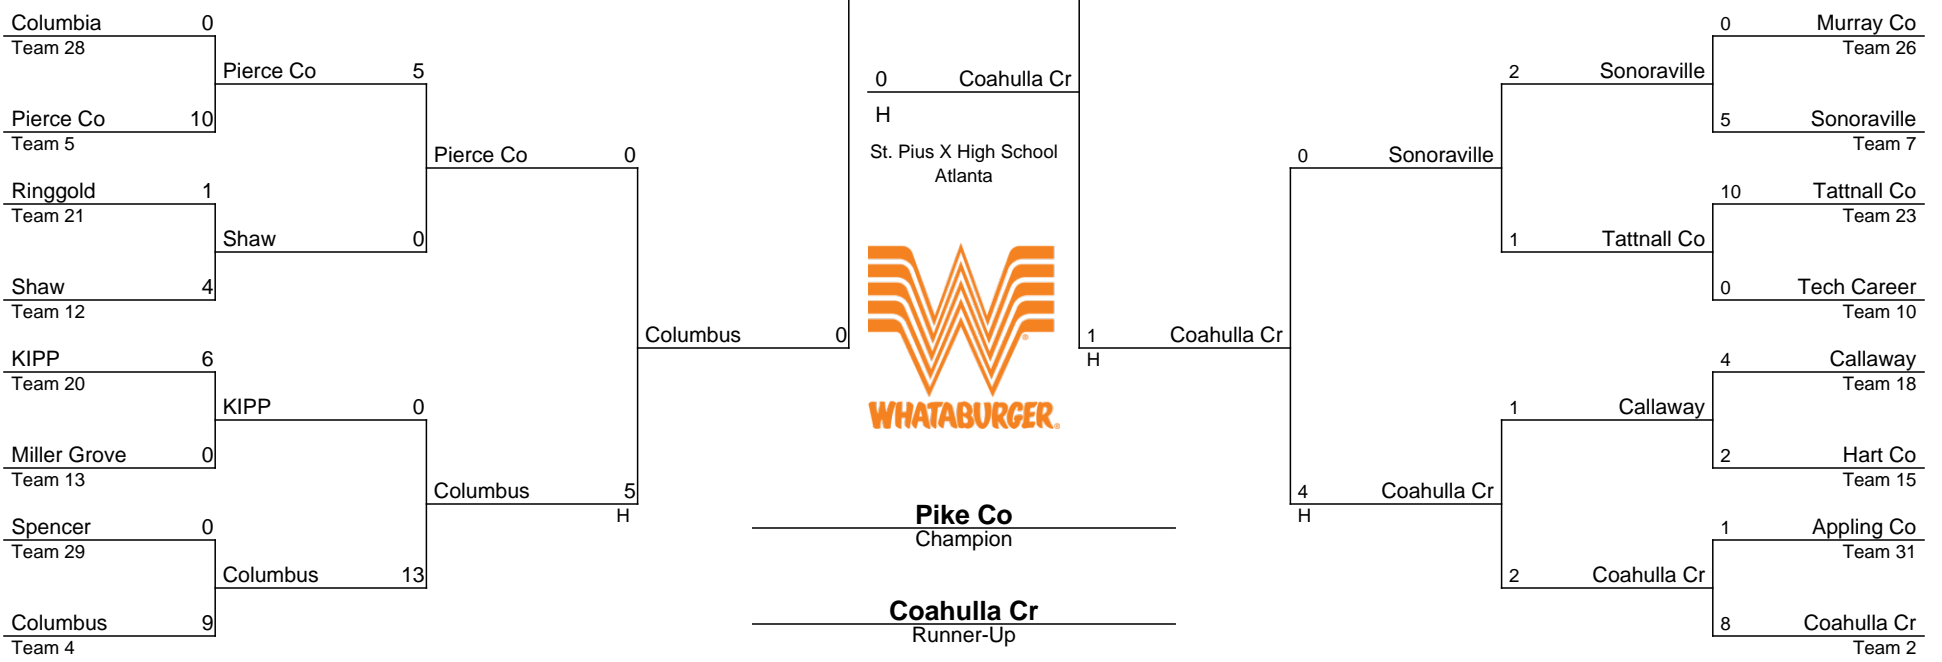 Columbia 0
Team 28
Pierce Co 5
Pierce Co 10
Team 5
Pierce Co 0
Ringgold 1
Team 21
Shaw 0
Shaw 4
Team 12
Columbus 0
KIPP 6
Team 20
KIPP 0
Miller Grove 0
Team 13
Columbus 5
H
Spencer 0
Team 29
Columbus 13
Columbus 9
Team 4
0 Coahulla Cr
H
St. Pius X High School
Atlanta
WHATABURGER®
Pike Co
Champion
Coahulla Cr
Runner-Up
0 Murray Co
Team 26
2 Sonoraville
5 Sonoraville
Team 7
0 Sonoraville
10 Tattnall Co
Team 23
1 Tattnall Co
0 Tech Career
Team 10
1 Coahulla Cr
H
4 Callaway
Team 18
1 Callaway
2 Hart Co
Team 15
4 Coahulla Cr
H
1 Appling Co
Team 31
2 Coahulla Cr
8 Coahulla Cr
Team 2